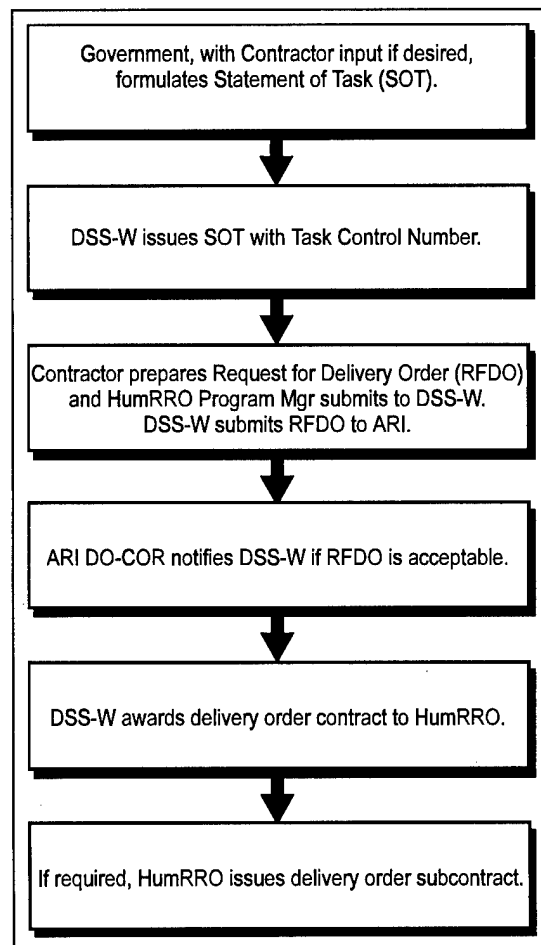 Government, with Contractor input if desired,
formulates Statement of Task (SOT).
DSS-W issues SOT with Task Control Number.
Contractor prepares Request for Delivery Order (RFDO)
and HumRRO Program Mgr submits to DSS-W.
DSS-W submits RFDO to ARI.
ARI DO-COR notifies DSS-W if RFDO is acceptable.
DSS-W awards delivery order contract to HumRRO.
If required, HumRRO issues delivery order subcontract.